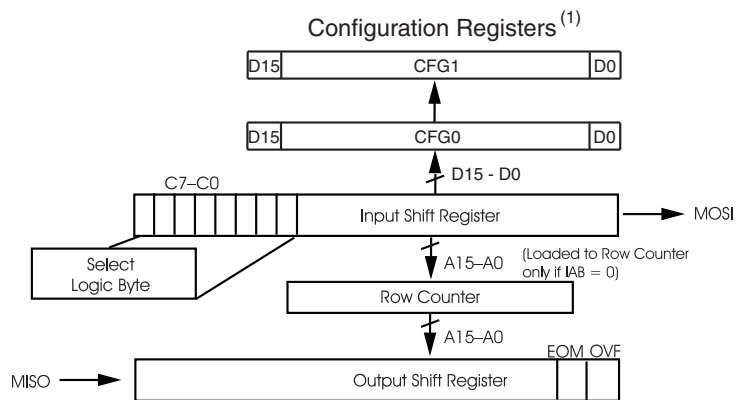 Configuration Registers (1)
D15 CFG1 D0
D15 CFG0 D0
D15 - D0
C7–C0
Input Shift Register
MOSI
Select
Logic Byte
A15–A0
(Loaded to Row Counter
only if IAB = 0)
Row Counter
A15–A0
EOM OVF
MISO
Output Shift Register